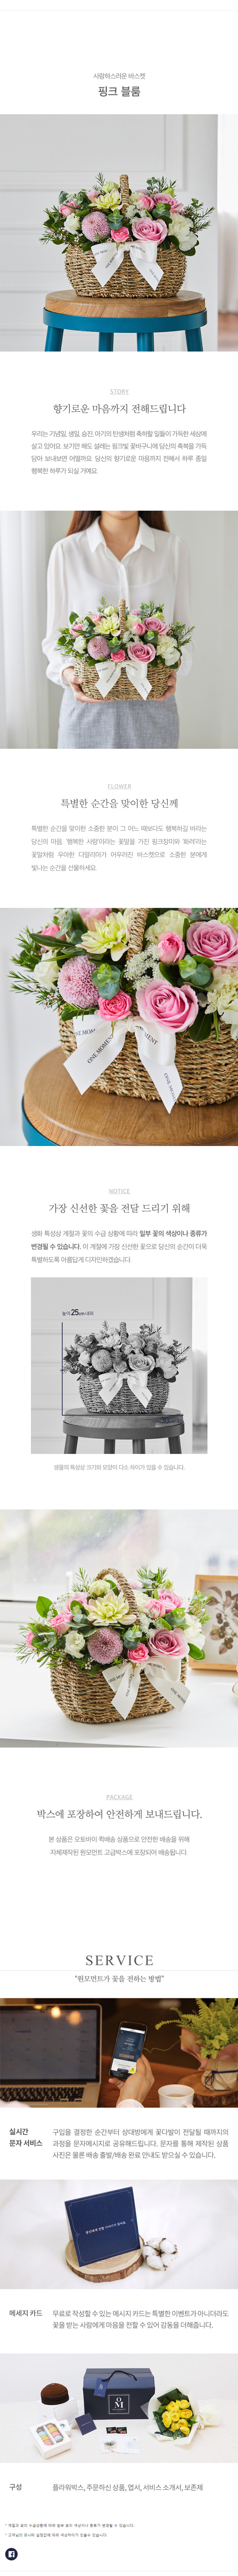 사랑하스러운 바스켓
핑크 블룸
STORY
향기로운 마음까지 전해드립니다
우리는 기념일, 생일, 승진, 아기의 탄생처럼 축하할 일들이 가득한 세상에
살고 있어요. 보기만 해도 설레는 핑크빛 꽃바구니에 당신의 축복을 가득
담아 보내보면 어떨까요. 당신의 향기로운 마음까지 전해서 하루 종일
행복한 하루가 되실 거예요.
FLOWER
특별한 순간을 맞이한 당신께
특별한 순간을 맞이한 소중한 분이 그 어느 때보다도 행복하길 바라는
당신의 마음. '행복한 사랑'이라는 꽃말을 가진 핑크장미와 '화려'라는
꽃말처럼 우아한 다알리아가 어우러진 바스켓으로 소중한 분에게
빛나는 순간을 선물하세요.
ONE MOMENT
ONE MOMENT
NOTICE
가장 신선한 꽃을 전달 드리기 위해
생화 특성상 계절과 꽃의 수급 상황에 따라 일부 꽃의 색상이나 종류가
변경될 수 있습니다. 이 계절에 가장 신선한 꽃으로 당신의 순간이 더욱
특별하도록 아름답게 디자인하겠습니다.
높이 25cm 내외
생물의 특성상 크기와 모양이 다소 차이가 있을 수 있습니다.
PACKAGE
박스에 포장하여 안전하게 보내드립니다.
본 상품은 오토바이 퀵배송 상품으로 안전한 배송을 위해
자체제작된 원모먼트 고급박스에 포장되어 배송됩니다.
SERVICE
"원모먼트가 꽃을 전하는 방법"
실시간
문자 서비스
구입을 결정한 순간부터 상대방에게 꽃다발이 전달될 때까지의
과정을 문자메시지로 공유해드립니다. 문자를 통해 제작된 상품
사진은 물론 배송 출발/배송 완료 안내도 받으실 수 있습니다.
메세지 카드
무료로 작성할 수 있는 메시지 카드는 특별한 이벤트가 아니더라도,
꽃을 받는 사람에게 마음을 전할 수 있어 감동을 더해줍니다.
OM
구성
플라워박스, 주문하신 상품, 엽서, 서비스 소개서, 보존제
* 계절과 꽃의 수급상황에 따라 일부 꽃의 색상이나 종류가 변경될 수 있습니다.
* 고객님의 모니터 설정값에 따라 색상차이가 있을수 있습니다.